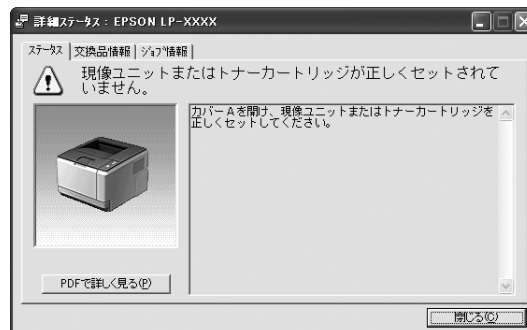 詳細ステータス : EPSON LP-XXXX
ステータス 交換品情報 ジョブ情報
現像ユニットまたはトナーカートリッジが正しくセットされて
いません。
カバーAを開け、現像ユニットまたはトナーカートリッジを
正しくセットしてください。
PDFで詳しく見る(P)
閉じる(C)